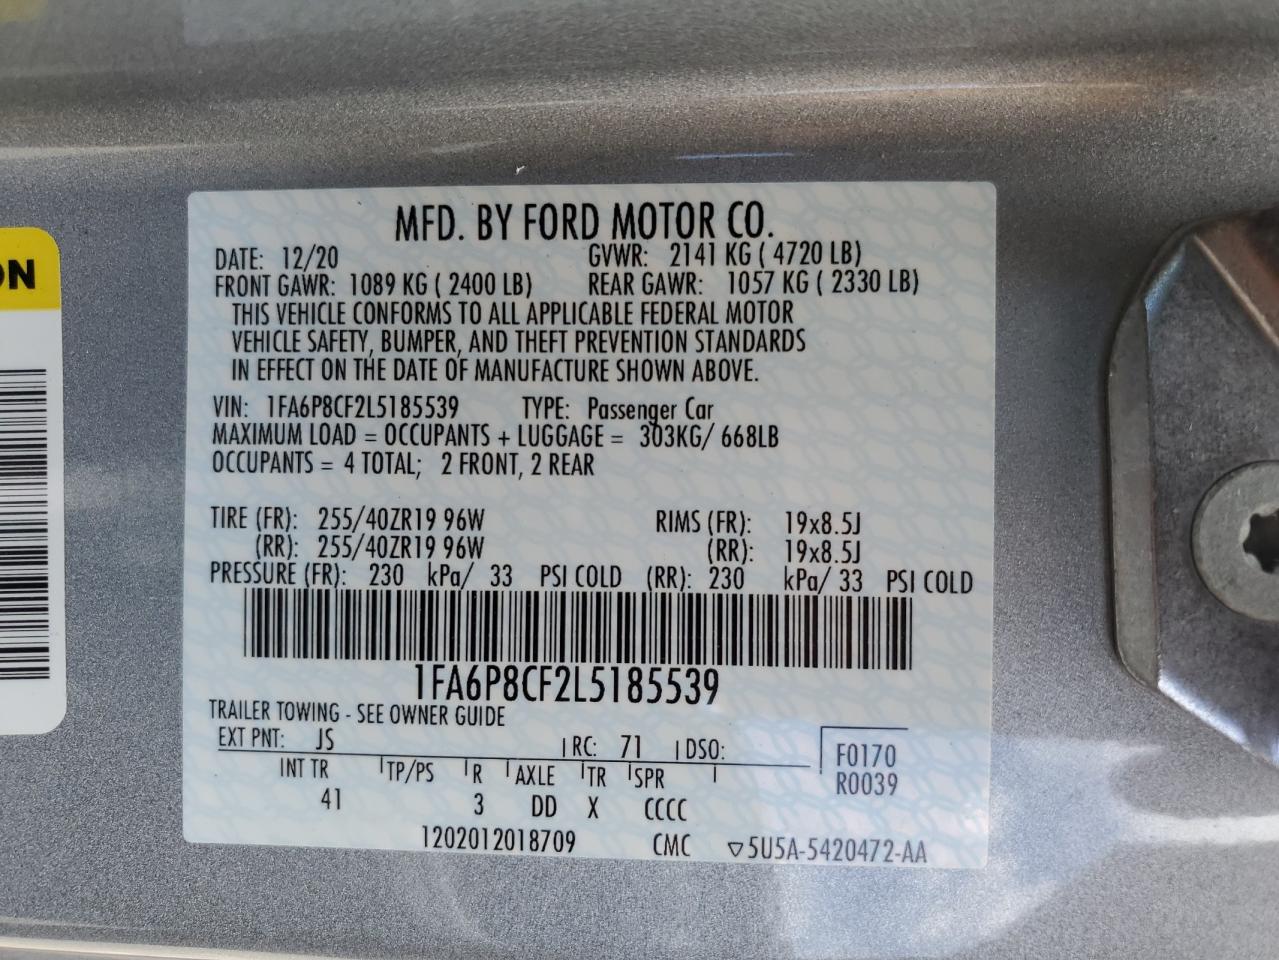 ON
MFD. BY FORD MOTOR CO.
DATE: 12/20 GVWR: 2141 KG ( 4720 LB)
FRONT GAWR: 1089 KG ( 2400 LB) REAR GAWR: 1057 KG ( 2330 LB)
THIS VEHICLE CONFORMS TO ALL APPLICABLE FEDERAL MOTOR
VEHICLE SAFETY, BUMPER, AND THEFT PREVENTION STANDARDS
IN EFFECT ON THE DATE OF MANUFACTURE SHOWN ABOVE.
VIN: 1FA6P8CF2L5185539 TYPE: Passenger Car
MAXIMUM LOAD = OCCUPANTS + LUGGAGE = 303KG/ 668LB
OCCUPANTS = 4 TOTAL; 2 FRONT, 2 REAR
TIRE (FR): 255/40ZR19 96W RIMS (FR): 19x8.5J
(RR): 255/40ZR19 96W (RR): 19x8.5J
PRESSURE (FR): 230 kPa/ 33 PSI COLD (RR): 230 kPa/ 33 PSI COLD
1FA6P8CF2L5185539
TRAILER TOWING - SEE OWNER GUIDE
EXT PNT: JS RC: 71 DSO: F0170
INT TR TP/PS R AXLE TR SPR R0039
41 3 DD X CCCC
1202012018709 CMC ▽5U5A-5420472-AA